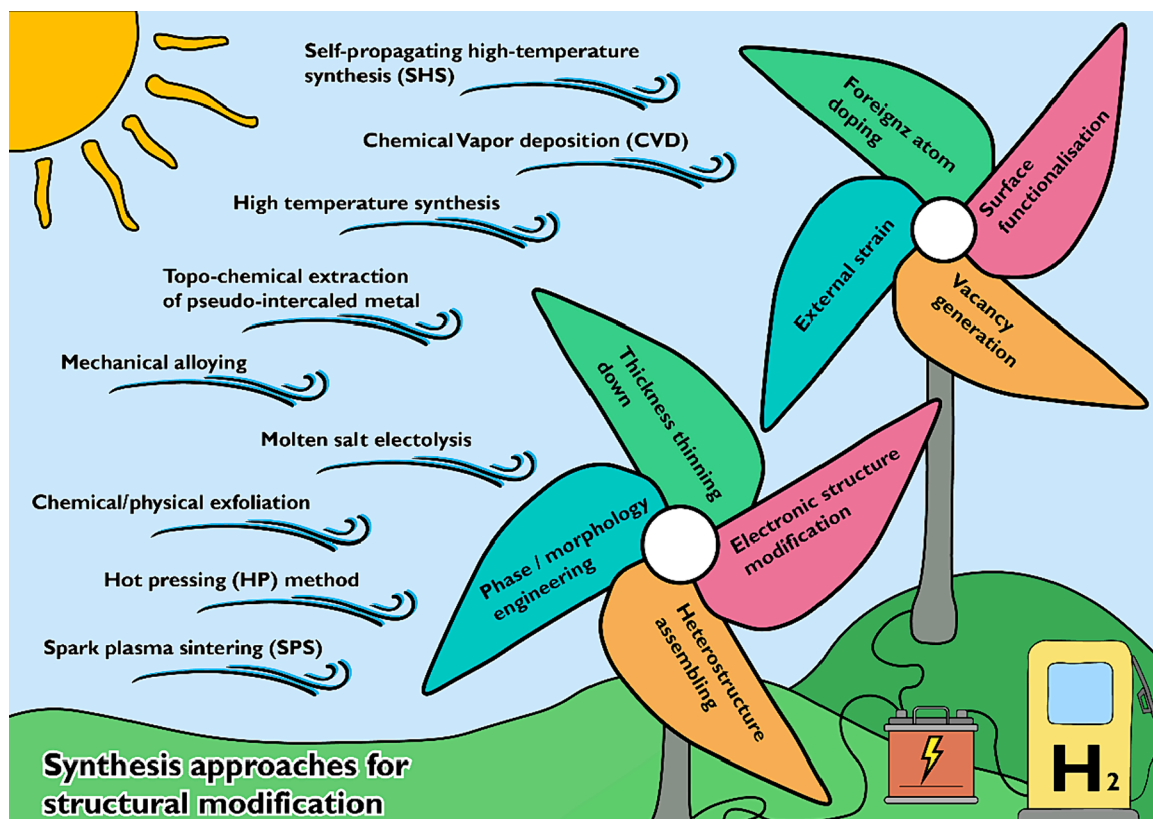 Self-propagating high-temperature
synthesis (SHS)
Chemical Vapor deposition (CVD)
High temperature synthesis
Topo-chemical extraction
of pseudo-intercaled metal
Mechanical alloying
Molten salt electolysis
Chemical/physical exfoliation
Hot pressing (HP) method
Spark plasma sintering (SPS)
Foreignz atom
doping
Surface
functionalisation
External strain
Vacancy
generation
Thickness thinning
down
Electronic structure
modification
Phase / morphology
engineering
Heterostructure
assembling
H2
Synthesis approaches for
structural modification